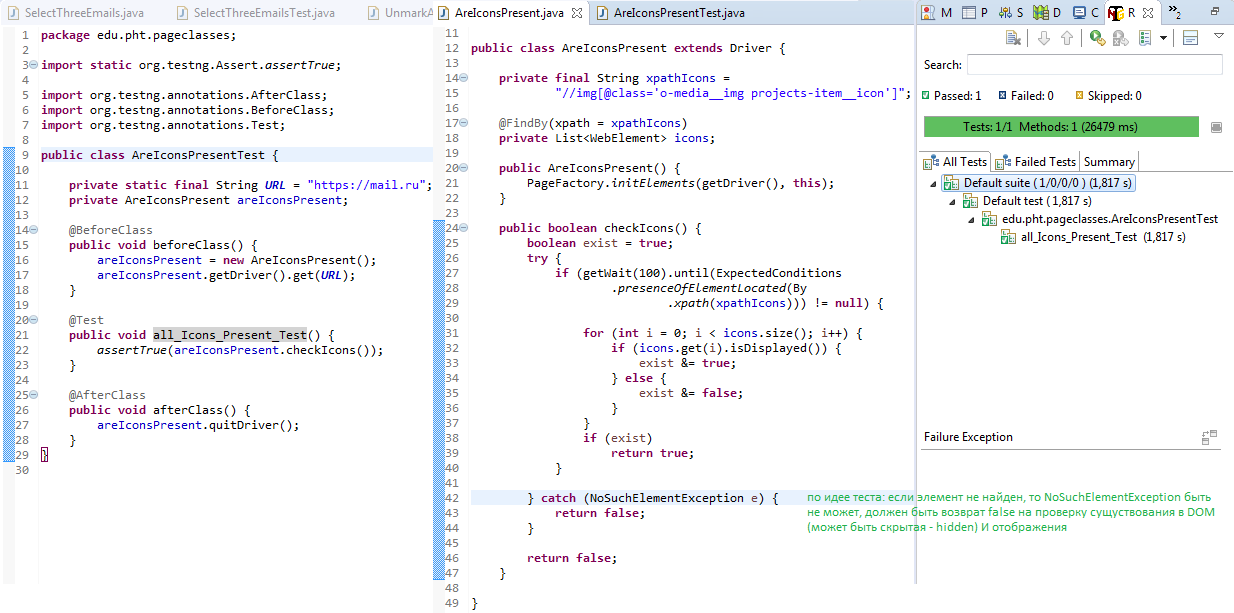 SelectThreeEmails.java
SelectThreeEmailsTest.java
UnmarkA
AreIconsPresent.java
AreIconsPresentTest.java
1 package edu.pht.pageclasses;
2
3 import static org.testng.Assert.assertTrue;
4
5 import org.testng.annotations.AfterClass;
6 import org.testng.annotations.BeforeClass;
7 import org.testng.annotations.Test;
8
9 public class AreIconsPresentTest {
10
11 private static final String URL = "https://mail.ru";
12 private static AreIconsPresent areIconsPresent;
13
14 @BeforeClass
15 public void beforeClass() {
16 areIconsPresent = new AreIconsPresent();
17 areIconsPresent.getDriver().get(URL);
18 }
19
20 @Test
21 public void all_Icons_Present_Test() {
22 assertTrue(areIconsPresent.checkIcons());
23 }
24
25 @AfterClass
26 public void afterClass() {
27 areIconsPresent.quitDriver();
28 }
29 }
30
11
12 public class AreIconsPresent extends Driver {
13
14 private final String xpathIcons =
15 "//img[@class='o-media__img projects-item__icon']";
16
17 @FindBy(xpath = xpathIcons)
18 private List<WebElement> icons;
19
20 public AreIconsPresent() {
21 PageFactory.initElements(getDriver(), this);
22 }
23
24 public boolean checkIcons() {
25 boolean exist = true;
26 try {
27 if (getWait(100).until(ExpectedConditions
28 .presenceOfElementLocated(By
29 .xpath(xpathIcons))) != null) {
30
31 for (int i = 0; i < icons.size(); i++) {
32 if (icons.get(i).isDisplayed()) {
33 exist &= true;
34 } else {
35 exist &= false;
36 }
37 }
38 if (exist)
39 return true;
40 }
41
42 } catch (NoSuchElementException e) {
43 return false;
44 }
45
46 return false;
47 }
48
49 }
по идее теста: если элемент не найден, то NoSuchElementException быть
не может, должен быть возврат false на проверку сущуствования в DOM
(может быть скрытая - hidden) И отображения
M P S D C R 2
Search:
Passed: 1 Failed: 0 Skipped: 0
Tests: 1/1 Methods: 1 (26479 ms)
All Tests Failed Tests Summary
Default suite ( 1/0/0/0 ) (1,817 s)
Default test ( 1,817 s)
edu.pht.pageclasses.AreIconsPresentTest
all_Icons_Present_Test (1,817 s)
Failure Exception